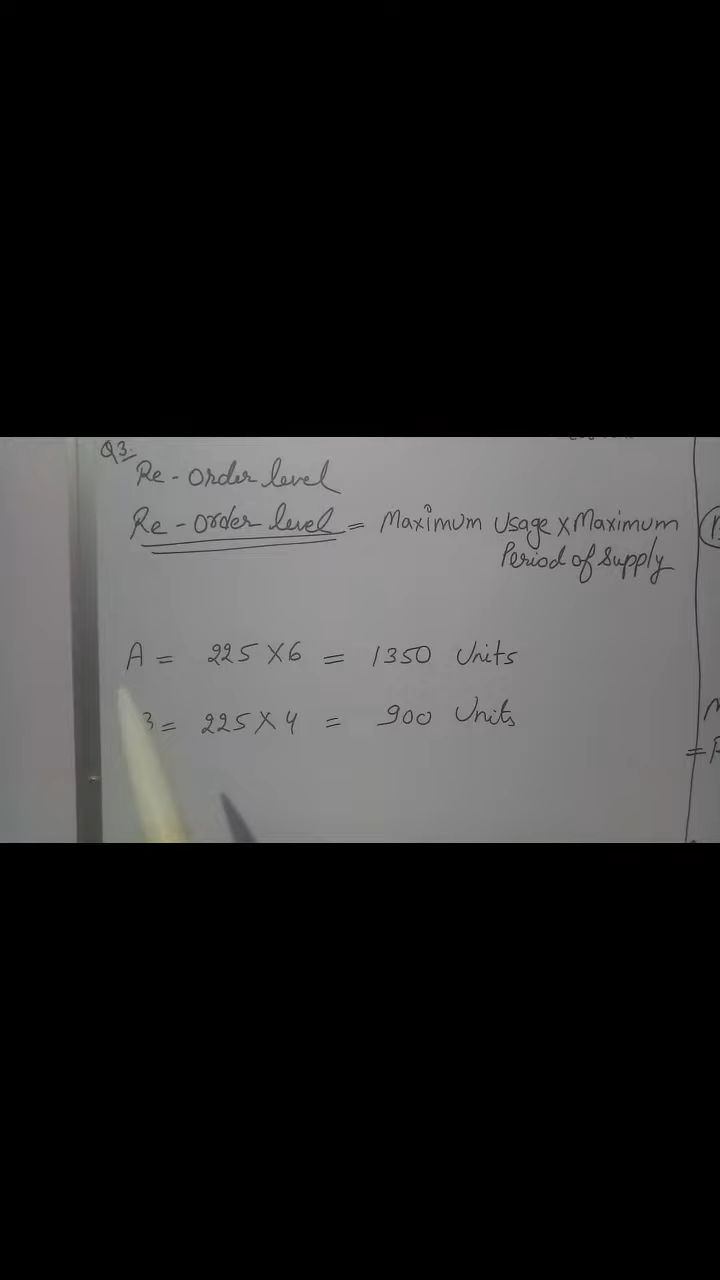 Q3.
Re-order level
Re-order level = Maximum Usage x Maximum
Period of Supply
A = 225 X 6 = 1350 Units
= 225 X 4 = 900 Units